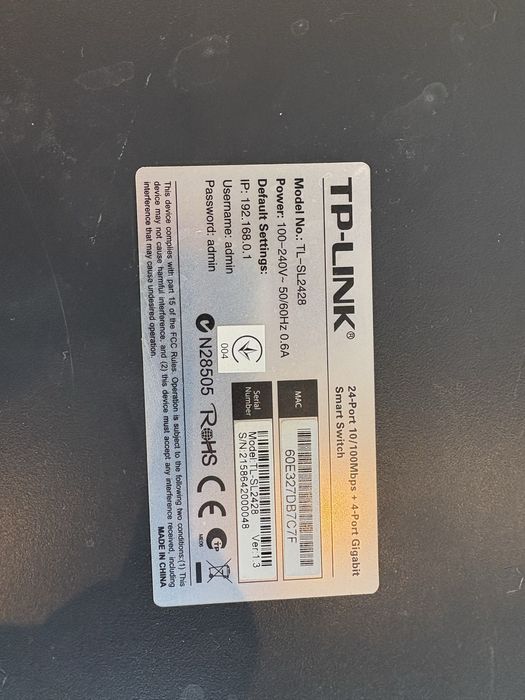 TP-LINK®
24-Port 10/100Mbps + 4-Port Gigabit
Smart Switch
Model No.: TL-SL2428
Power: 100-240V~ 50/60Hz 0.6A
Default Settings:
IP: 192.168.0.1
Username: admin
Password: admin
MAC
60E327DB7C7F
Serial
Number
Model:TL-SL2428 Ver:1.3
S/N:2158642000048
004
N28505 RoHS CE
This device complies with part 15 of the FCC Rules. Operation is subject to the following two conditions:(1) This
device may not cause harmful interference, and (2) this device must accept any interference received, including
interference that may cause undesired operation.
MADE IN CHINA